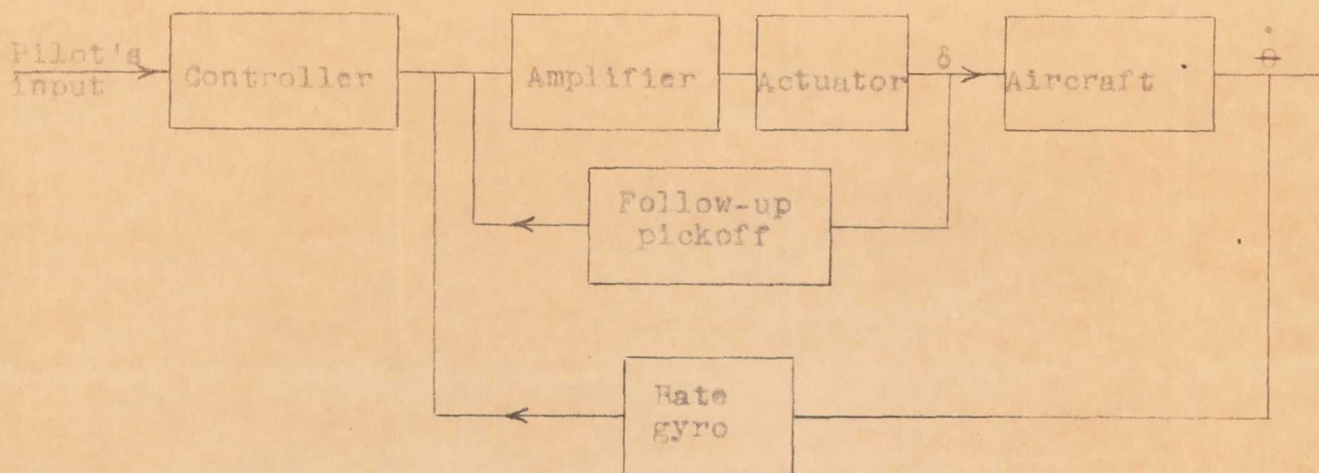 Pilot's
input
Controller
Amplifier
Actuator
δ
Aircraft
θ̇
Follow-up
pickoff
Rate
gyro